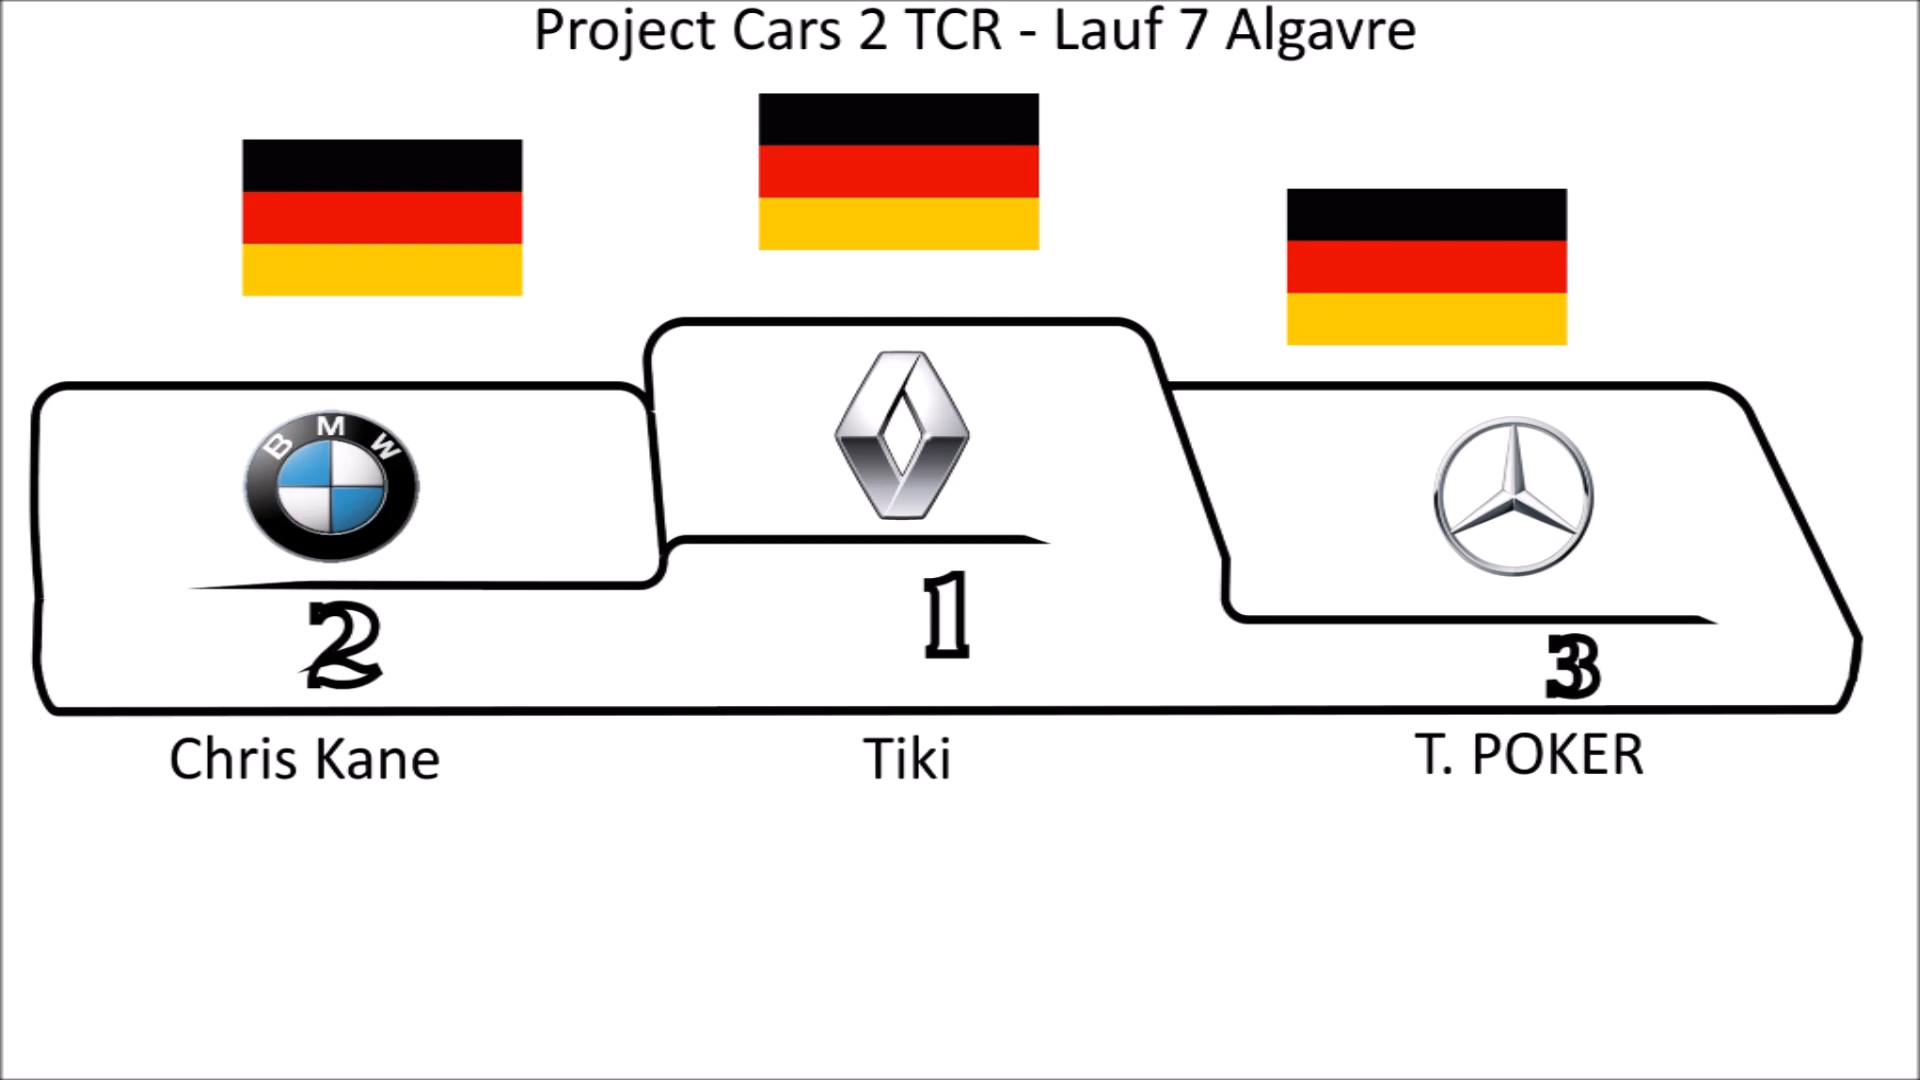 Project Cars 2 TCR - Lauf 7 Algavre
BMW
2
1
3
Chris Kane
Tiki
T. POKER